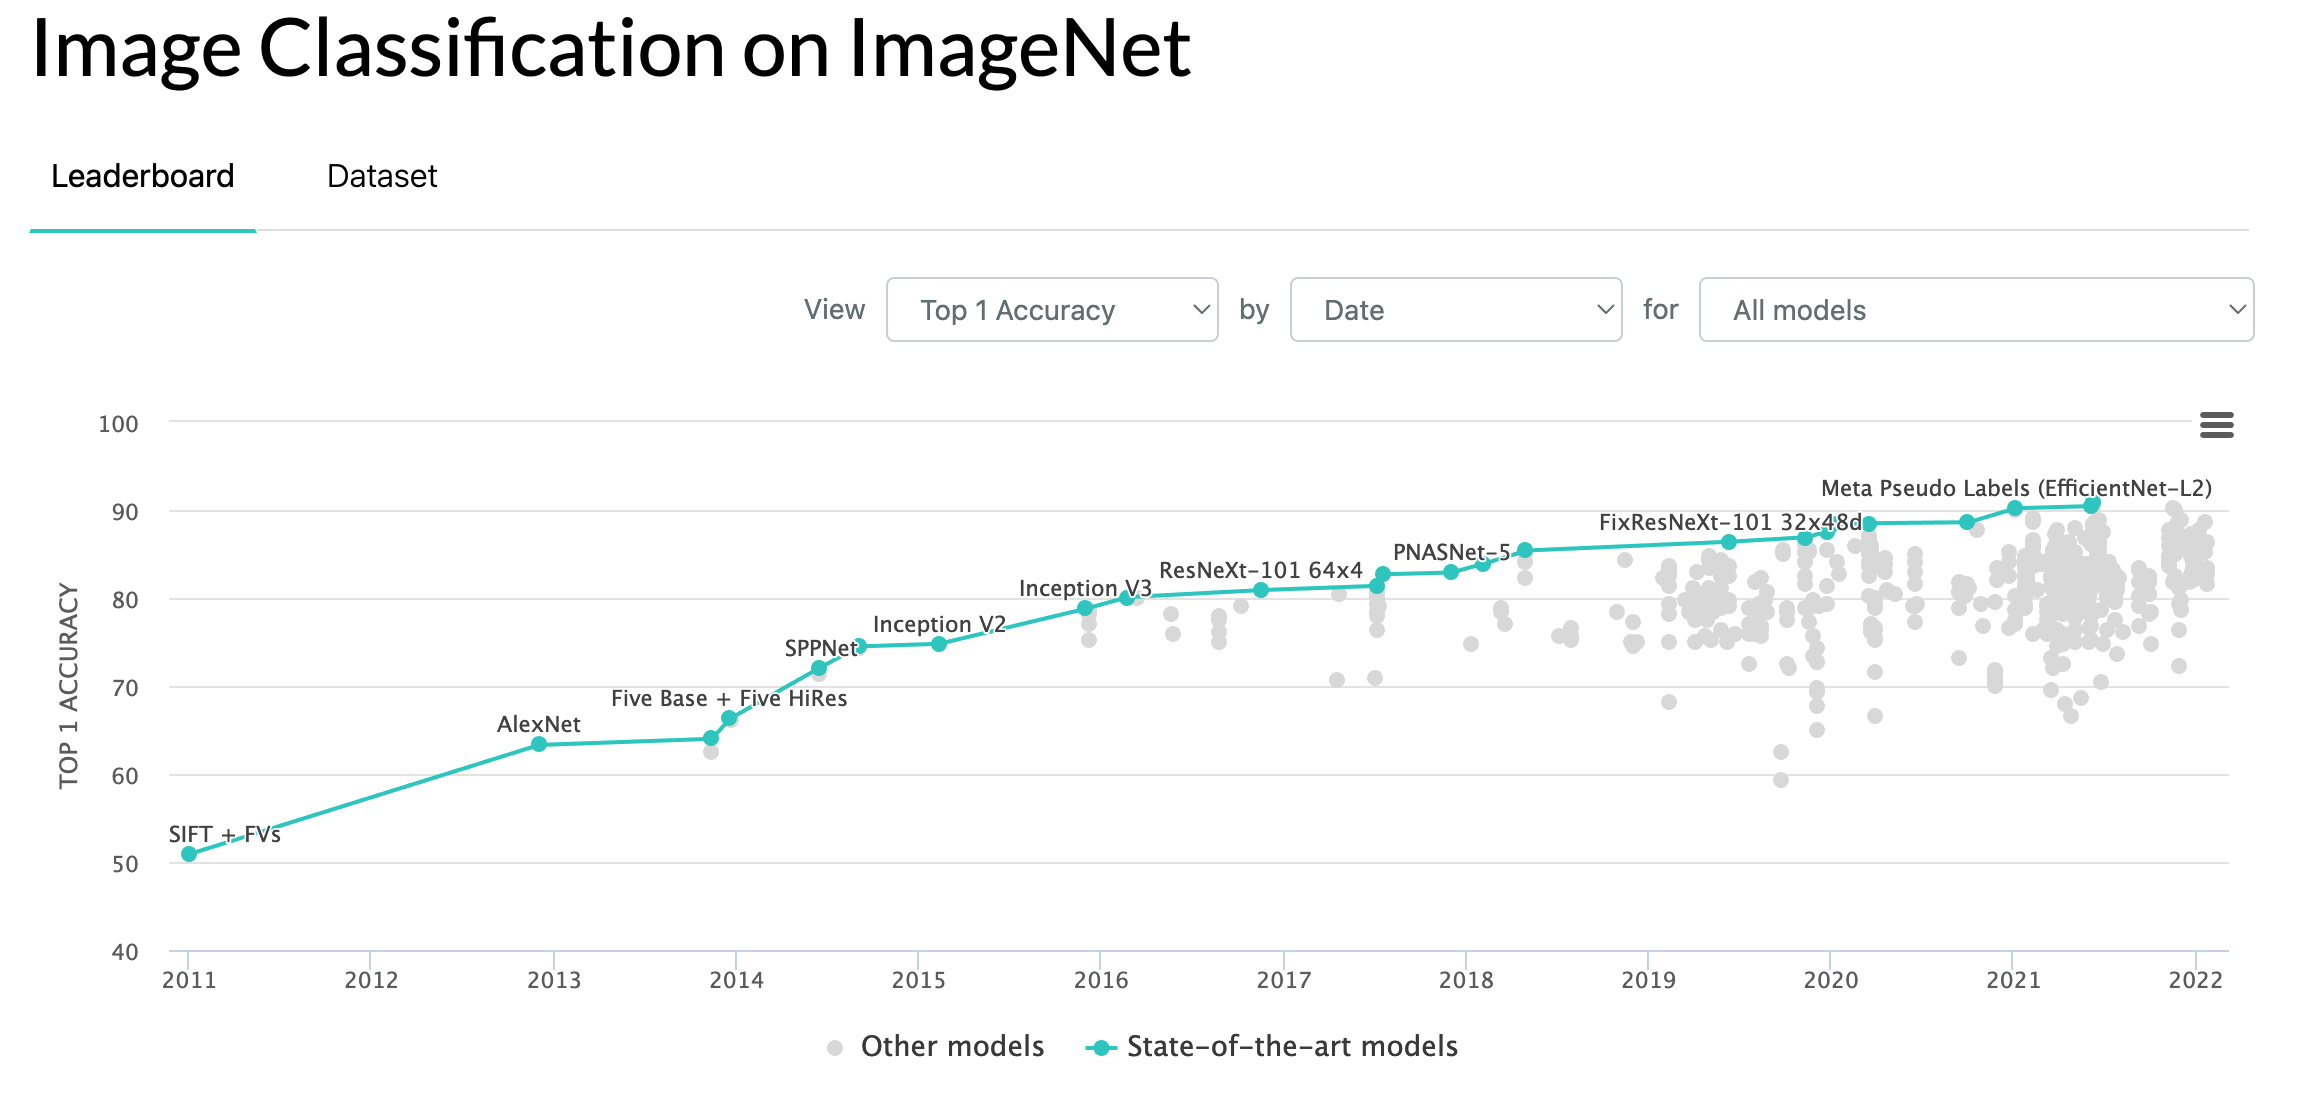 Image Classification on ImageNet
Leaderboard Dataset
View Top 1 Accuracy by Date for All models
100
90
80
70
60
50
40
TOP 1 ACCURACY
SIFT + FVs
AlexNet
Five Base + Five HiRes
SPPNet
Inception V2
Inception V3
ResNeXt-101 64x4
PNASNet-5
FixResNeXt-101 32x48d
Meta Pseudo Labels (EfficientNet-L2)
2011 2012 2013 2014 2015 2016 2017 2018 2019 2020 2021 2022
Other models State-of-the-art models